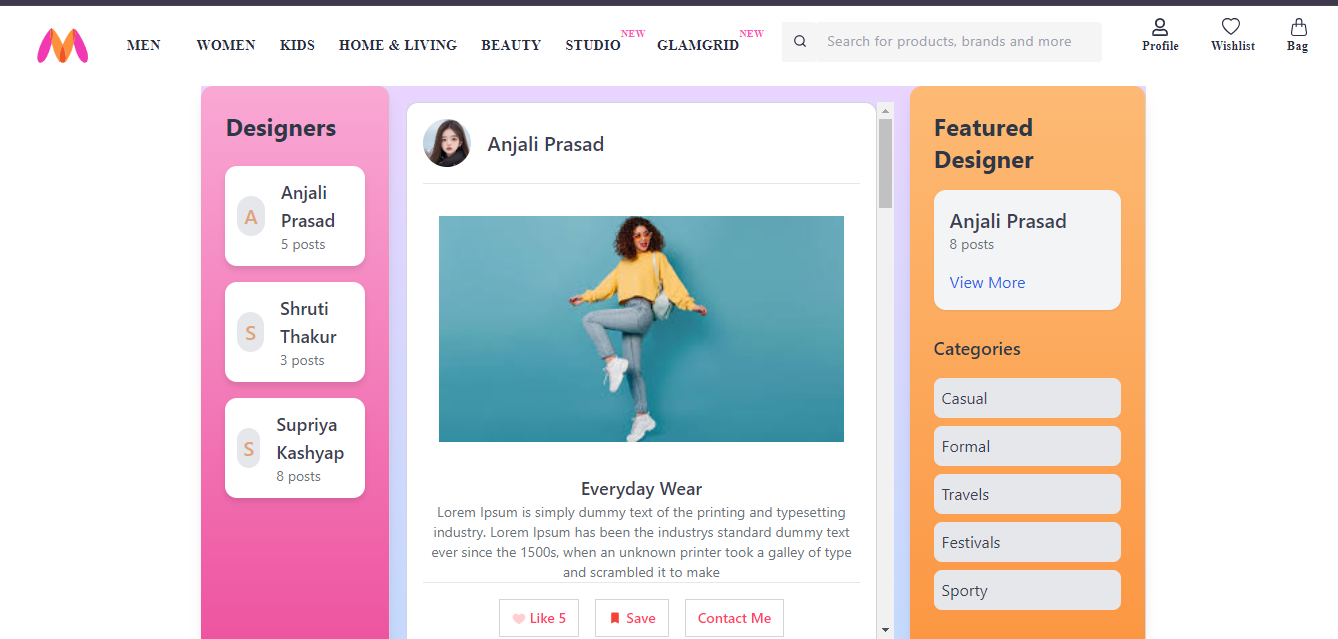 MEN WOMEN KIDS HOME & LIVING BEAUTY STUDIO NEW GLAMGRID NEW
Search for products, brands and more
Profile Wishlist Bag
Designers
A
Anjali
Prasad
5 posts
S
Shruti
Thakur
3 posts
S
Supriya
Kashyap
8 posts
Anjali Prasad
Everyday Wear
Lorem Ipsum is simply dummy text of the printing and typesetting
industry. Lorem Ipsum has been the industrys standard dummy text
ever since the 1500s, when an unknown printer took a galley of type
and scrambled it to make
Like 5 Save Contact Me
Featured
Designer
Anjali Prasad
8 posts
View More
Categories
Casual
Formal
Travels
Festivals
Sporty